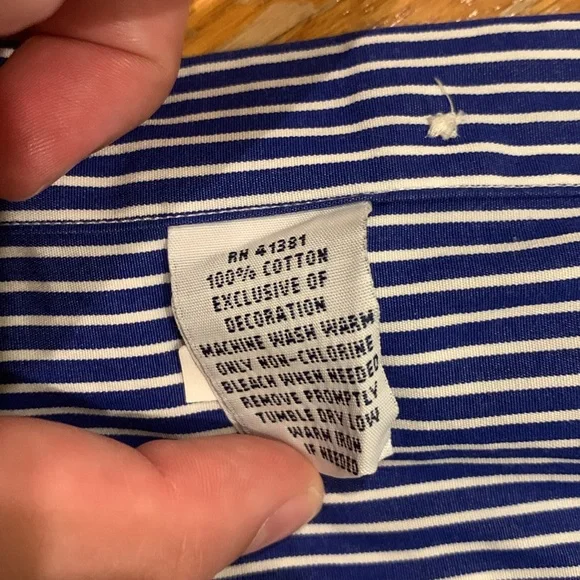 RN 41381
100% COTTON
EXCLUSIVE OF
DECORATION
MACHINE WASH WARM
ONLY NON-CHLORINE
BLEACH WHEN NEEDED
REMOVE PROMPTLY
TUMBLE DRY LOW
WARM IRON
IF NEEDED